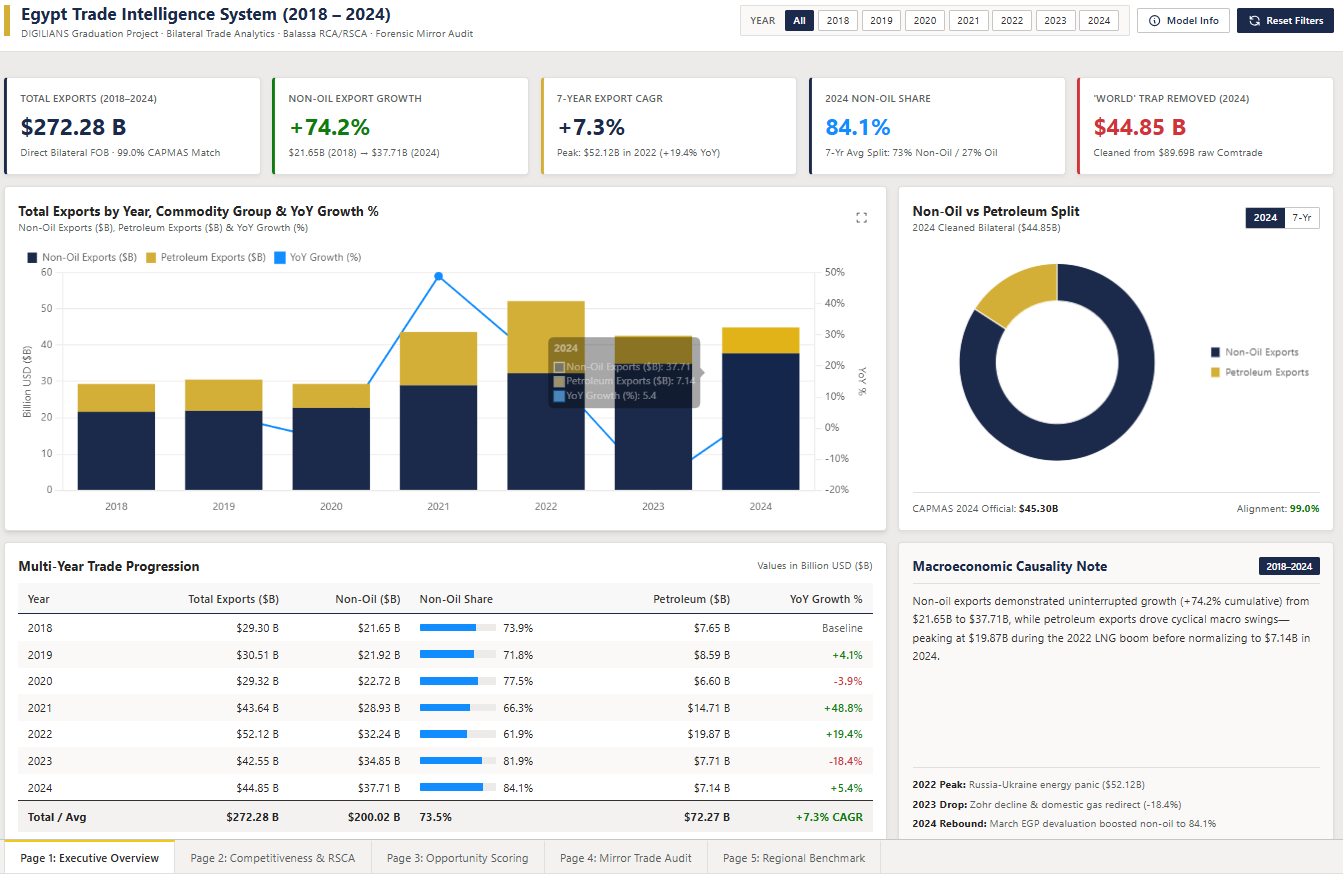 Egypt Trade Intelligence System (2018 – 2024)
DIGILIANS Graduation Project · Bilateral Trade Analytics · Balassa RCA/RSCA · Forensic Mirror Audit
YEAR All 2018 2019 2020 2021 2022 2023 2024 Model Info Reset Filters
TOTAL EXPORTS (2018–2024)
$272.28 B
Direct Bilateral FOB · 99.0% CAPMAS Match
NON-OIL EXPORT GROWTH
+74.2%
$21.65B (2018) → $37.71B (2024)
7-YEAR EXPORT CAGR
+7.3%
Peak: $52.12B in 2022 (+19.4% YoY)
2024 NON-OIL SHARE
84.1%
7-Yr Avg Split: 73% Non-Oil / 27% Oil
'WORLD' TRAP REMOVED (2024)
$44.85 B
Cleaned from $89.69B raw Comtrade
Total Exports by Year, Commodity Group & YoY Growth %
Non-Oil Exports ($B), Petroleum Exports ($B) & YoY Growth (%)
Non-Oil Exports ($B) Petroleum Exports ($B) YoY Growth (%)
Billion USD ($B)
60
50
40
30
20
10
0
50%
40%
30%
20%
10%
0%
-10%
-20%
YoY %
2024
Non-Oil Exports ($B): 37.71
Petroleum Exports ($B): 7.14
YoY Growth (%): 5.4
2018 2019 2020 2021 2022 2023 2024
Non-Oil vs Petroleum Split
2024 Cleaned Bilateral ($44.85B)
2024 7-Yr
Non-Oil Exports
Petroleum Exports
CAPMAS 2024 Official: $45.30B Alignment: 99.0%
Multi-Year Trade Progression Values in Billion USD ($B)
Year Total Exports ($B) Non-Oil ($B) Non-Oil Share Petroleum ($B) YoY Growth %
2018 $29.30 B $21.65 B 73.9% $7.65 B Baseline
2019 $30.51 B $21.92 B 71.8% $8.59 B +4.1%
2020 $29.32 B $22.72 B 77.5% $6.60 B -3.9%
2021 $43.64 B $28.93 B 66.3% $14.71 B +48.8%
2022 $52.12 B $32.24 B 61.9% $19.87 B +19.4%
2023 $42.55 B $34.85 B 81.9% $7.71 B -18.4%
2024 $44.85 B $37.71 B 84.1% $7.14 B +5.4%
Total / Avg $272.28 B $200.02 B 73.5% $72.27 B +7.3% CAGR
Macroeconomic Causality Note 2018–2024
Non-oil exports demonstrated uninterrupted growth (+74.2% cumulative) from
$21.65B to $37.71B, while petroleum exports drove cyclical macro swings—
peaking at $19.87B during the 2022 LNG boom before normalizing to $7.14B in
2024.
2022 Peak: Russia-Ukraine energy panic ($52.12B)
2023 Drop: Zohr decline & domestic gas redirect (-18.4%)
2024 Rebound: March EGP devaluation boosted non-oil to 84.1%
Page 1: Executive Overview Page 2: Competitiveness & RSCA Page 3: Opportunity Scoring Page 4: Mirror Trade Audit Page 5: Regional Benchmark